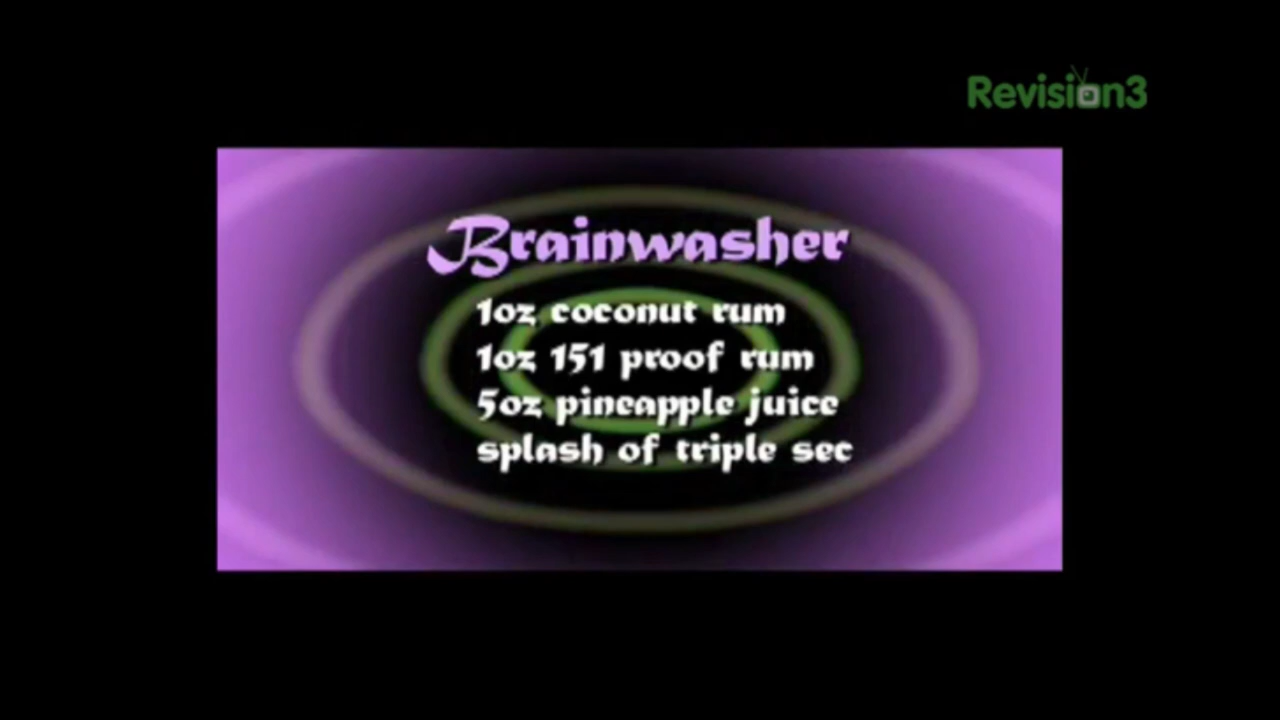 Revision3
Brainwasher
1oz coconut rum
1oz 151 proof rum
5oz pineapple juice
splash of triple sec